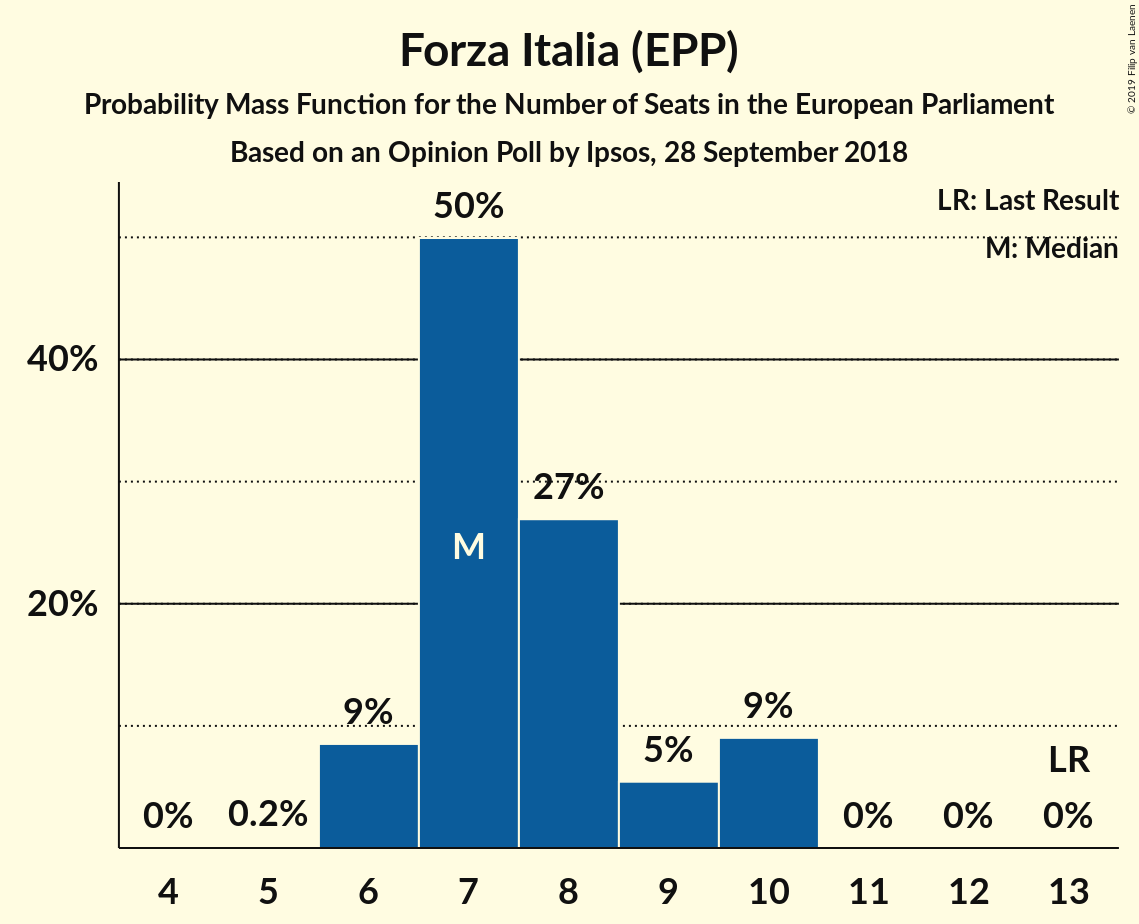 Forza Italia (EPP)
Probability Mass Function for the Number of Seats in the European Parliament
Based on an Opinion Poll by Ipsos, 28 September 2018
© 2019 Filip van Laenen
LR: Last Result
M: Median
50%
40%
27%
M
20%
9%
9%
5%
LR
0%
0.2%
0%
0%
0%
4 5 6 7 8 9 10 11 12 13